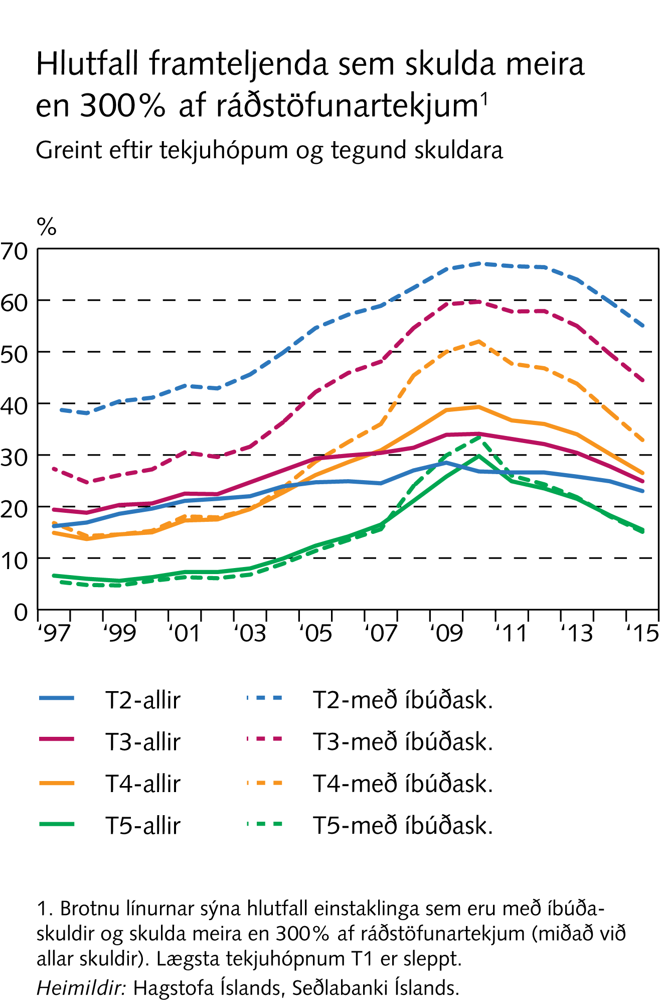 Hlutfall framteljenda sem skulda meira
en 300% af ráðstöfunartekjum¹
Greint eftir tekjuhópum og tegund skuldara
%
70
60
50
40
30
20
10
0
‘97 ‘99 ‘01 ‘03 ‘05 ‘07 ‘09 ‘11 ‘13 ‘15
T2-allir T2-með íbúðask.
T3-allir T3-með íbúðask.
T4-allir T4-með íbúðask.
T5-allir T5-með íbúðask.
1. Brotnu línurnar sýna hlutfall einstaklinga sem eru með íbúða-
skuldir og skulda meira en 300% af ráðstöfunartekjum (miðað við
allar skuldir). Lægsta tekjuhópnum T1 er sleppt.
Heimildir: Hagstofa Íslands, Seðlabanki Íslands.